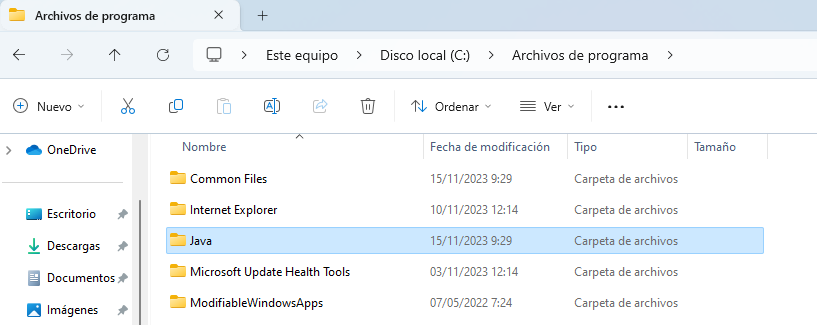 Archivos de programa
Este equipo Disco local (C:) Archivos de programa
Nuevo Ordenar Ver
OneDrive
Escritorio
Descargas
Documentos
Imágenes
Nombre Fecha de modificación Tipo Tamaño
Common Files 15/11/2023 9:29 Carpeta de archivos
Internet Explorer 10/11/2023 12:14 Carpeta de archivos
Java 15/11/2023 9:29 Carpeta de archivos
Microsoft Update Health Tools 03/11/2023 12:14 Carpeta de archivos
ModifiableWindowsApps 07/05/2022 7:24 Carpeta de archivos